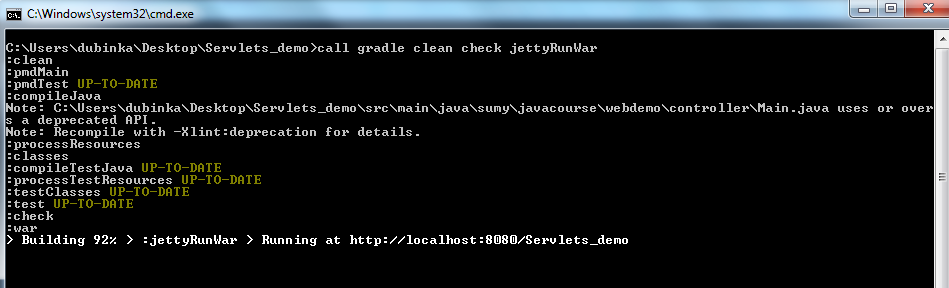 C:\Windows\system32\cmd.exe
C:\Users\dubinka\Desktop\Servlets_demo>call gradle clean check jettyRunWar
:clean
:pmdMain
:pmdTest UP-TO-DATE
:compileJava
Note: C:\Users\dubinka\Desktop\Servlets_demo\src\main\java\sumy\javacourse\webdemo\controller\Main.java uses or over
s a deprecated API.
Note: Recompile with -Xlint:deprecation for details.
:processResources
:classes
:compileTestJava UP-TO-DATE
:processTestResources UP-TO-DATE
:testClasses UP-TO-DATE
:test UP-TO-DATE
:check
:war
> Building 92% > :jettyRunWar > Running at http://localhost:8080/Servlets_demo